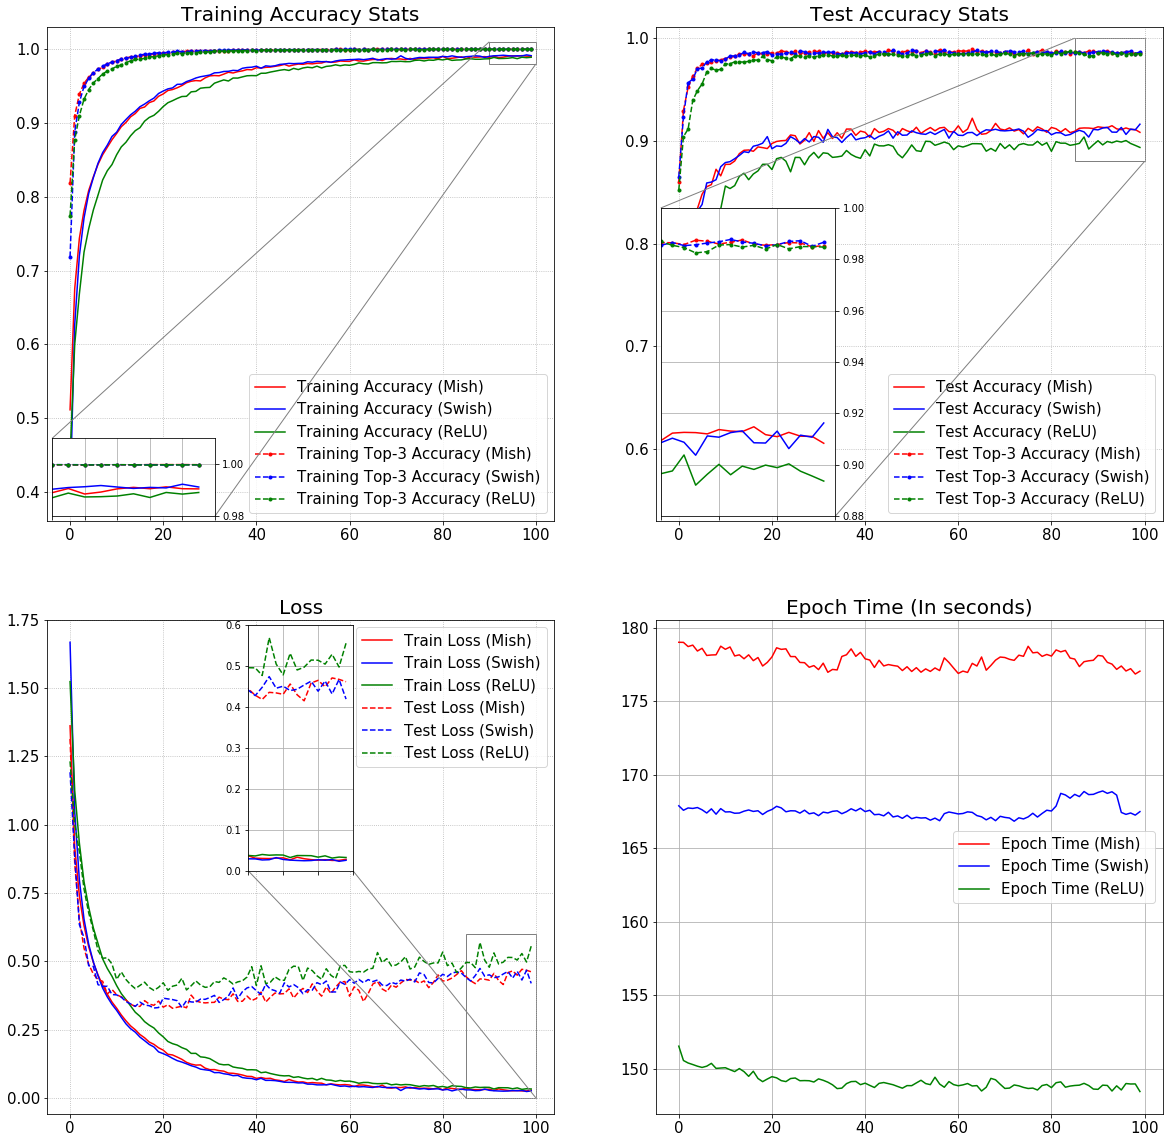 Training Accuracy Stats
1.0
0.9
0.8
0.7
0.6
0.5
0.4
1.00
0.98
Training Accuracy (Mish)
Training Accuracy (Swish)
Training Accuracy (ReLU)
Training Top-3 Accuracy (Mish)
Training Top-3 Accuracy (Swish)
Training Top-3 Accuracy (ReLU)
0 20 40 60 80 100
Test Accuracy Stats
1.0
0.9
0.8
0.7
0.6
1.00
0.98
0.96
0.94
0.92
0.90
0.88
Test Accuracy (Mish)
Test Accuracy (Swish)
Test Accuracy (ReLU)
Test Top-3 Accuracy (Mish)
Test Top-3 Accuracy (Swish)
Test Top-3 Accuracy (ReLU)
0 20 40 60 80 100
Loss
1.75
1.50
1.25
1.00
0.75
0.50
0.25
0.00
0.6
0.5
0.4
0.3
0.2
0.1
0.0
Train Loss (Mish)
Train Loss (Swish)
Train Loss (ReLU)
Test Loss (Mish)
Test Loss (Swish)
Test Loss (ReLU)
0 20 40 60 80 100
Epoch Time (In seconds)
180
175
170
165
160
155
150
Epoch Time (Mish)
Epoch Time (Swish)
Epoch Time (ReLU)
0 20 40 60 80 100